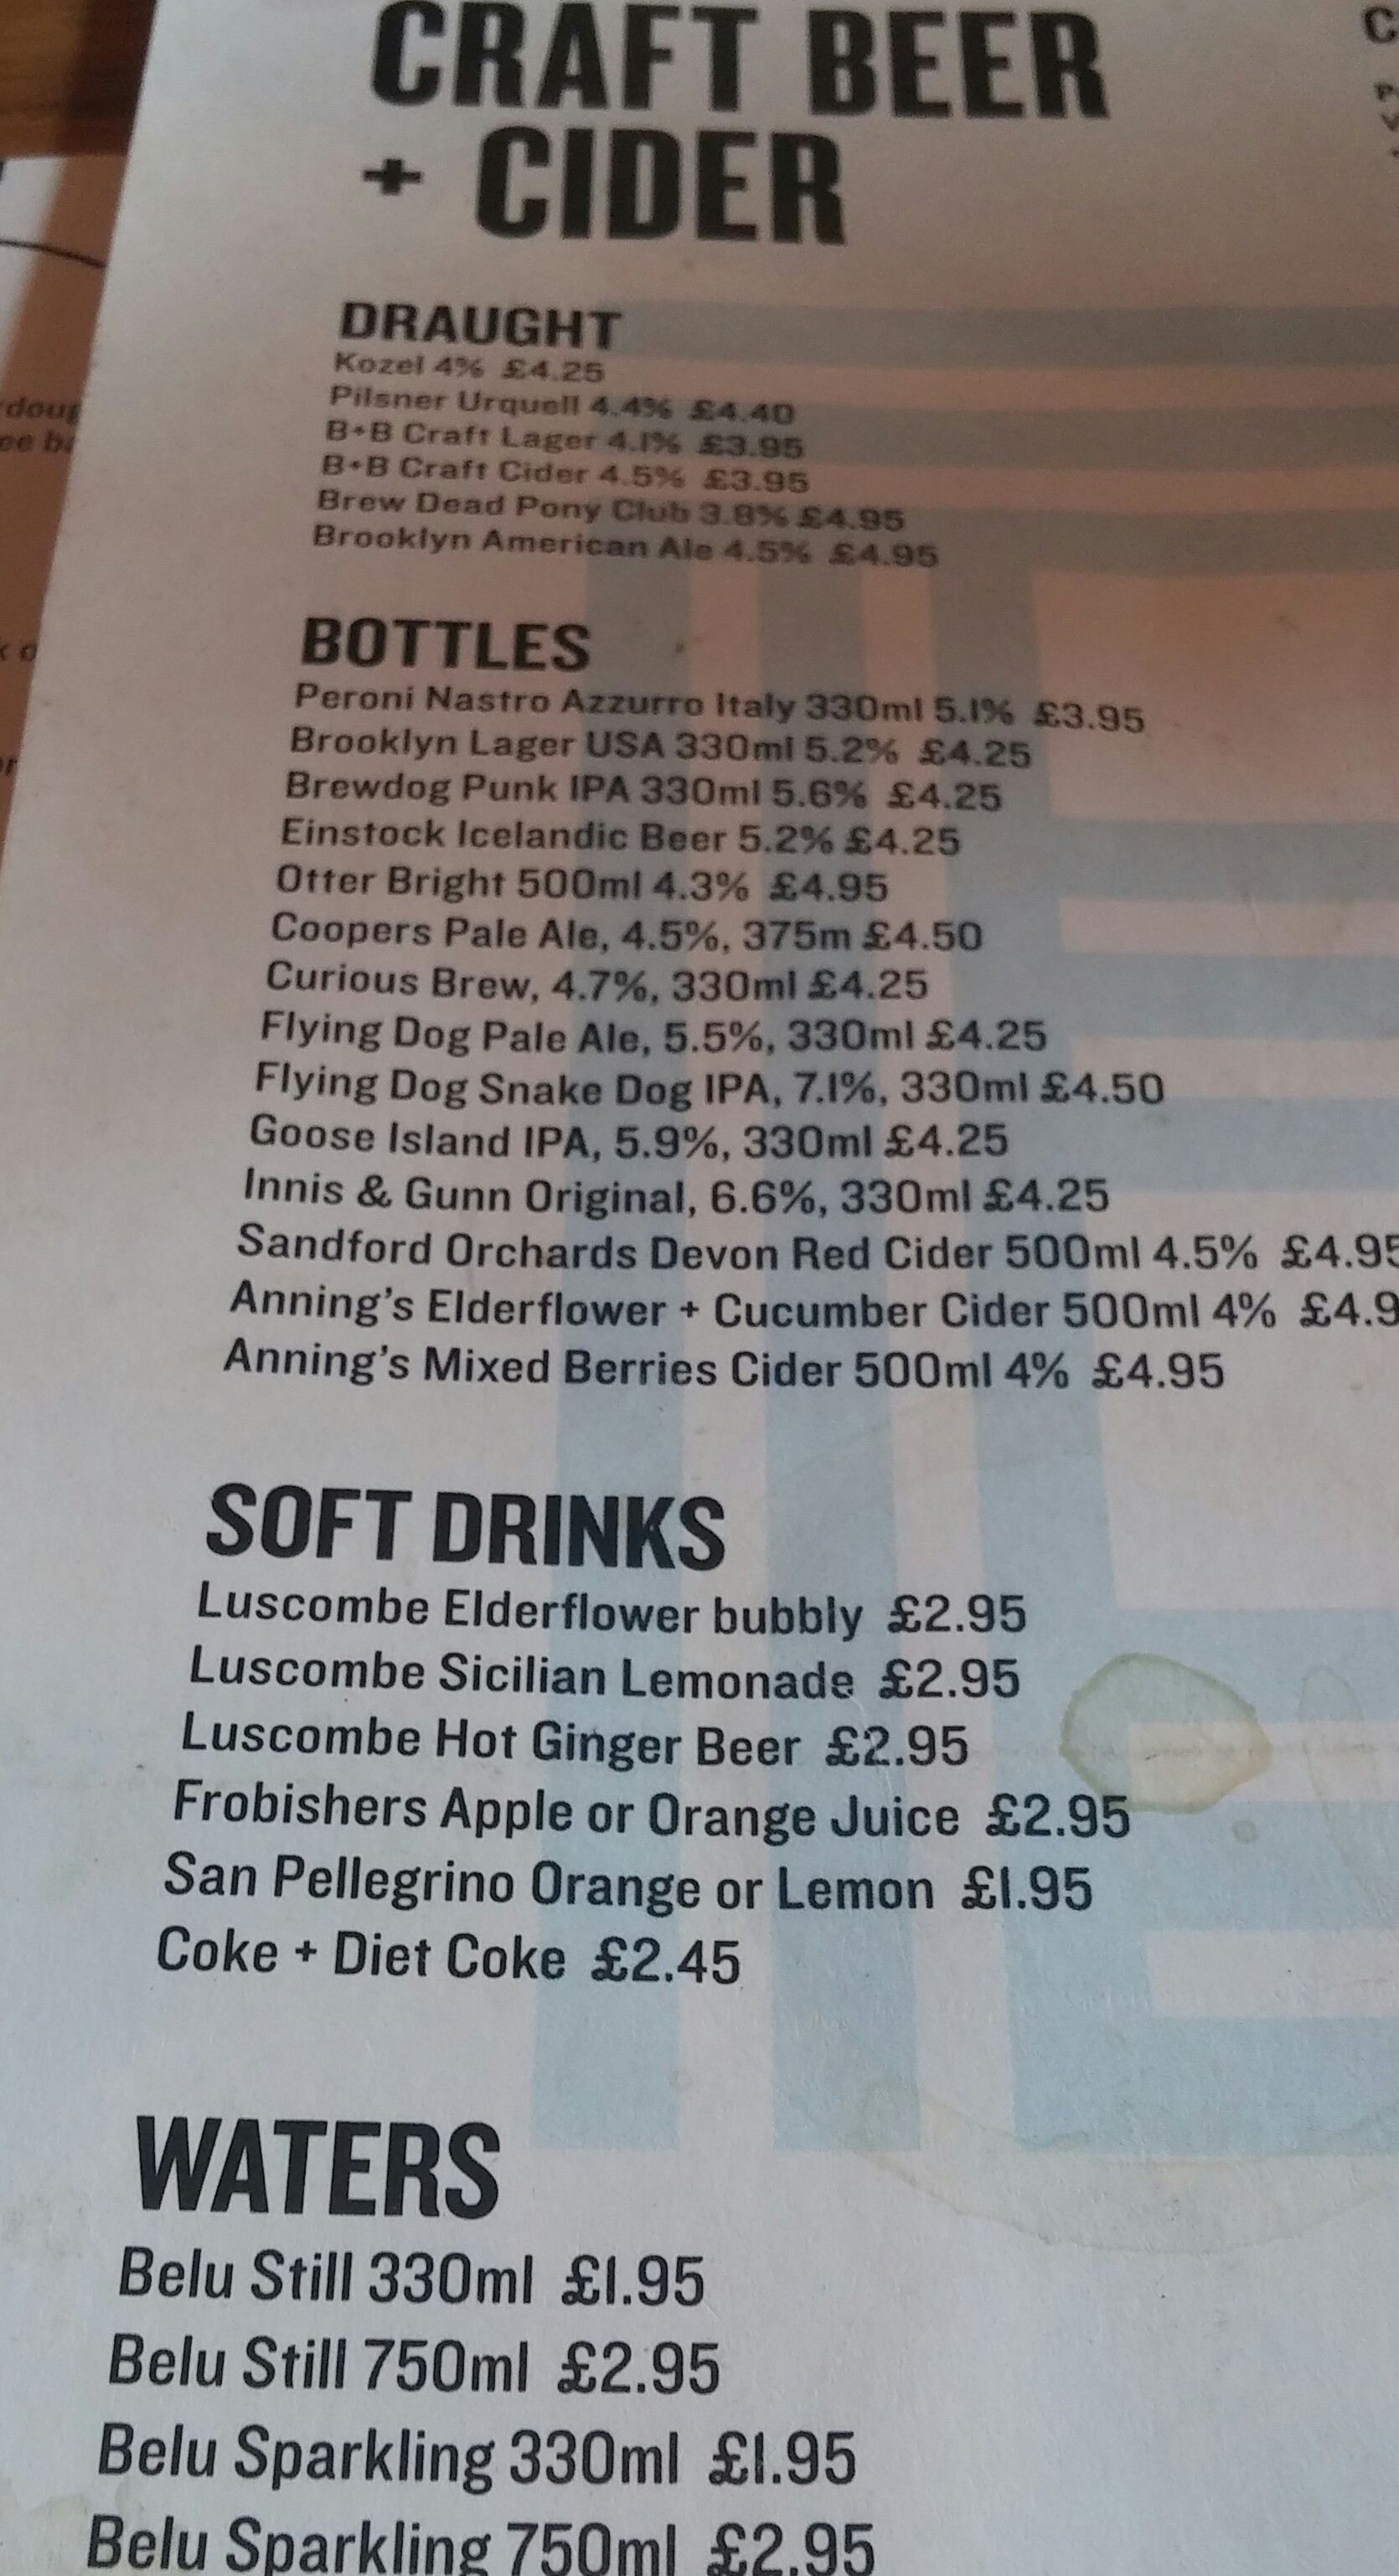 CRAFT BEER
+ CIDER
DRAUGHT
Kozel 4% £4.25
Pilsner Urquell 4.4% £4.40
B+B Craft Lager 4.1% £3.95
B+B Craft Cider 4.5% £3.95
Brew Dead Pony Club 3.8% £4.95
Brooklyn American Ale 4.5% £4.95
BOTTLES
Peroni Nastro Azzurro Italy 330ml 5.1% £3.95
Brooklyn Lager USA 330ml 5.2% £4.25
Brewdog Punk IPA 330ml 5.6% £4.25
Einstock Icelandic Beer 5.2% £4.25
Otter Bright 500ml 4.3% £4.95
Coopers Pale Ale, 4.5%, 375m £4.50
Curious Brew, 4.7%, 330ml £4.25
Flying Dog Pale Ale, 5.5%, 330ml £4.25
Flying Dog Snake Dog IPA, 7.1%, 330ml £4.50
Goose Island IPA, 5.9%, 330ml £4.25
Innis & Gunn Original, 6.6%, 330ml £4.25
Sandford Orchards Devon Red Cider 500ml 4.5% £4.95
Anning's Elderflower + Cucumber Cider 500ml 4% £4.9
Anning's Mixed Berries Cider 500ml 4% £4.95
SOFT DRINKS
Luscombe Elderflower bubbly £2.95
Luscombe Sicilian Lemonade £2.95
Luscombe Hot Ginger Beer £2.95
Frobishers Apple or Orange Juice £2.95
San Pellegrino Orange or Lemon £1.95
Coke + Diet Coke £2.45
WATERS
Belu Still 330ml £1.95
Belu Still 750ml £2.95
Belu Sparkling 330ml £1.95
Belu Sparkling 750ml £2.95